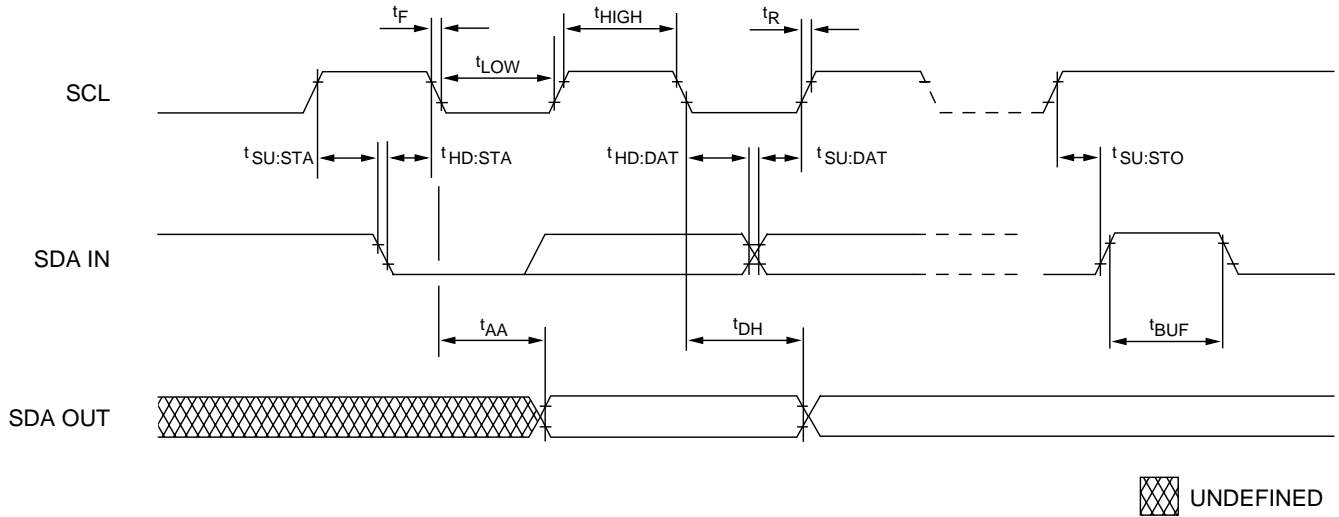 tF
tHIGH
tR
tLOW
SCL
tSU:STA
tHD:STA
tHD:DAT
tSU:DAT
tSU:STO
SDA IN
tAA
tDH
tBUF
SDA OUT
UNDEFINED